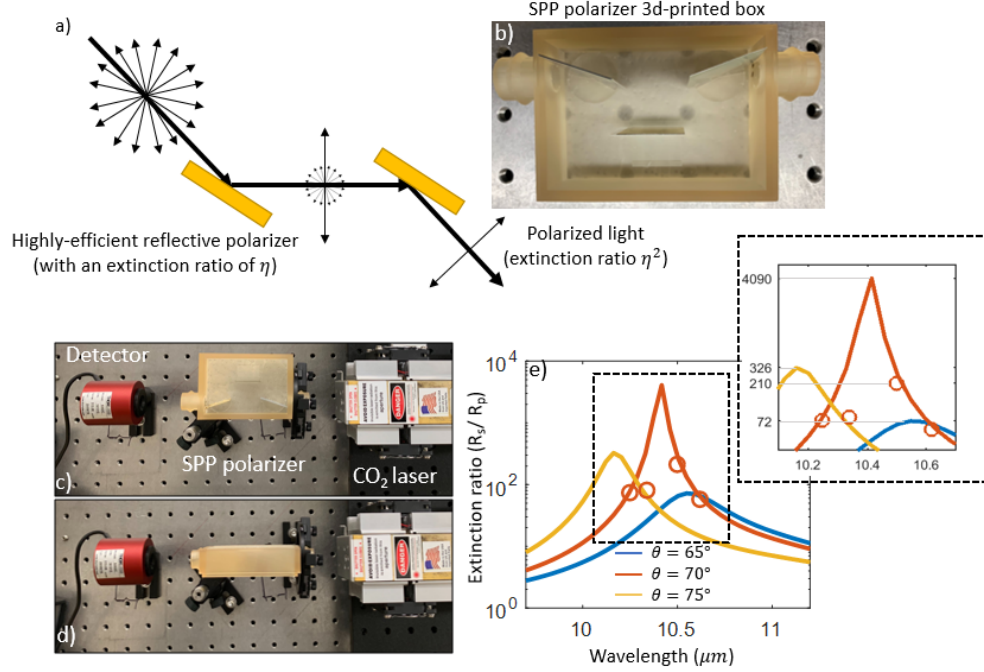 a)
Highly-efficient reflective polarizer
(with an extinction ratio of η)
Polarized light
(extinction ratio η²)
SPP polarizer 3d-printed box
b)
Detector
SPP polarizer
CO₂ laser
c)
DANGER
d)
DANGER
e)
Extinction ratio (Rₛ/ Rₚ)
10⁴
10²
10⁰
10
10.5
11
Wavelength (μm)
θ = 65°
θ = 70°
θ = 75°
4090
326
210
72
10.2
10.4
10.6